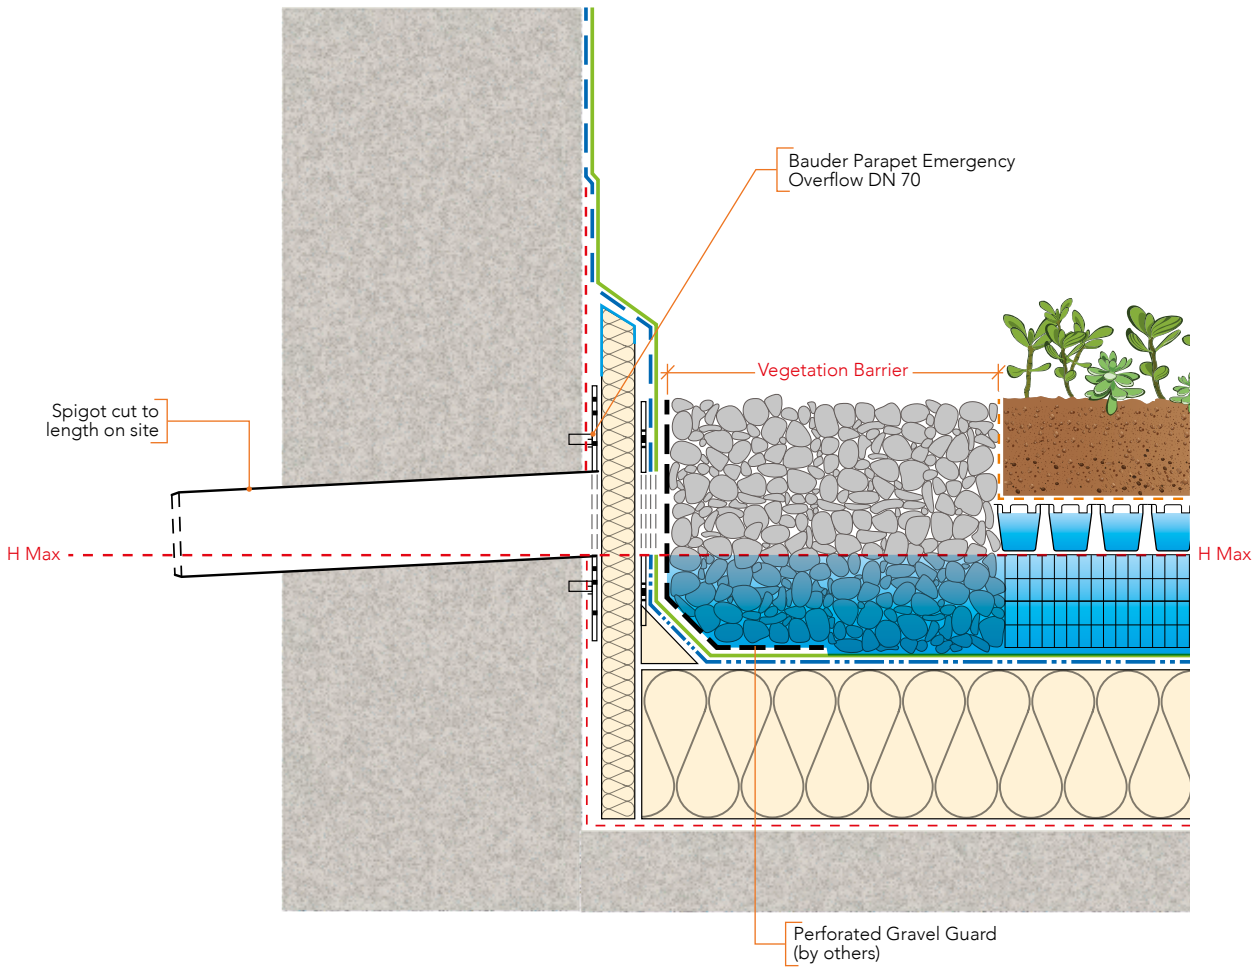 Bauder Parapet Emergency
Overflow DN 70
Vegetation Barrier
Spigot cut to
length on site
H Max
H Max
Perforated Gravel Guard
(by others)